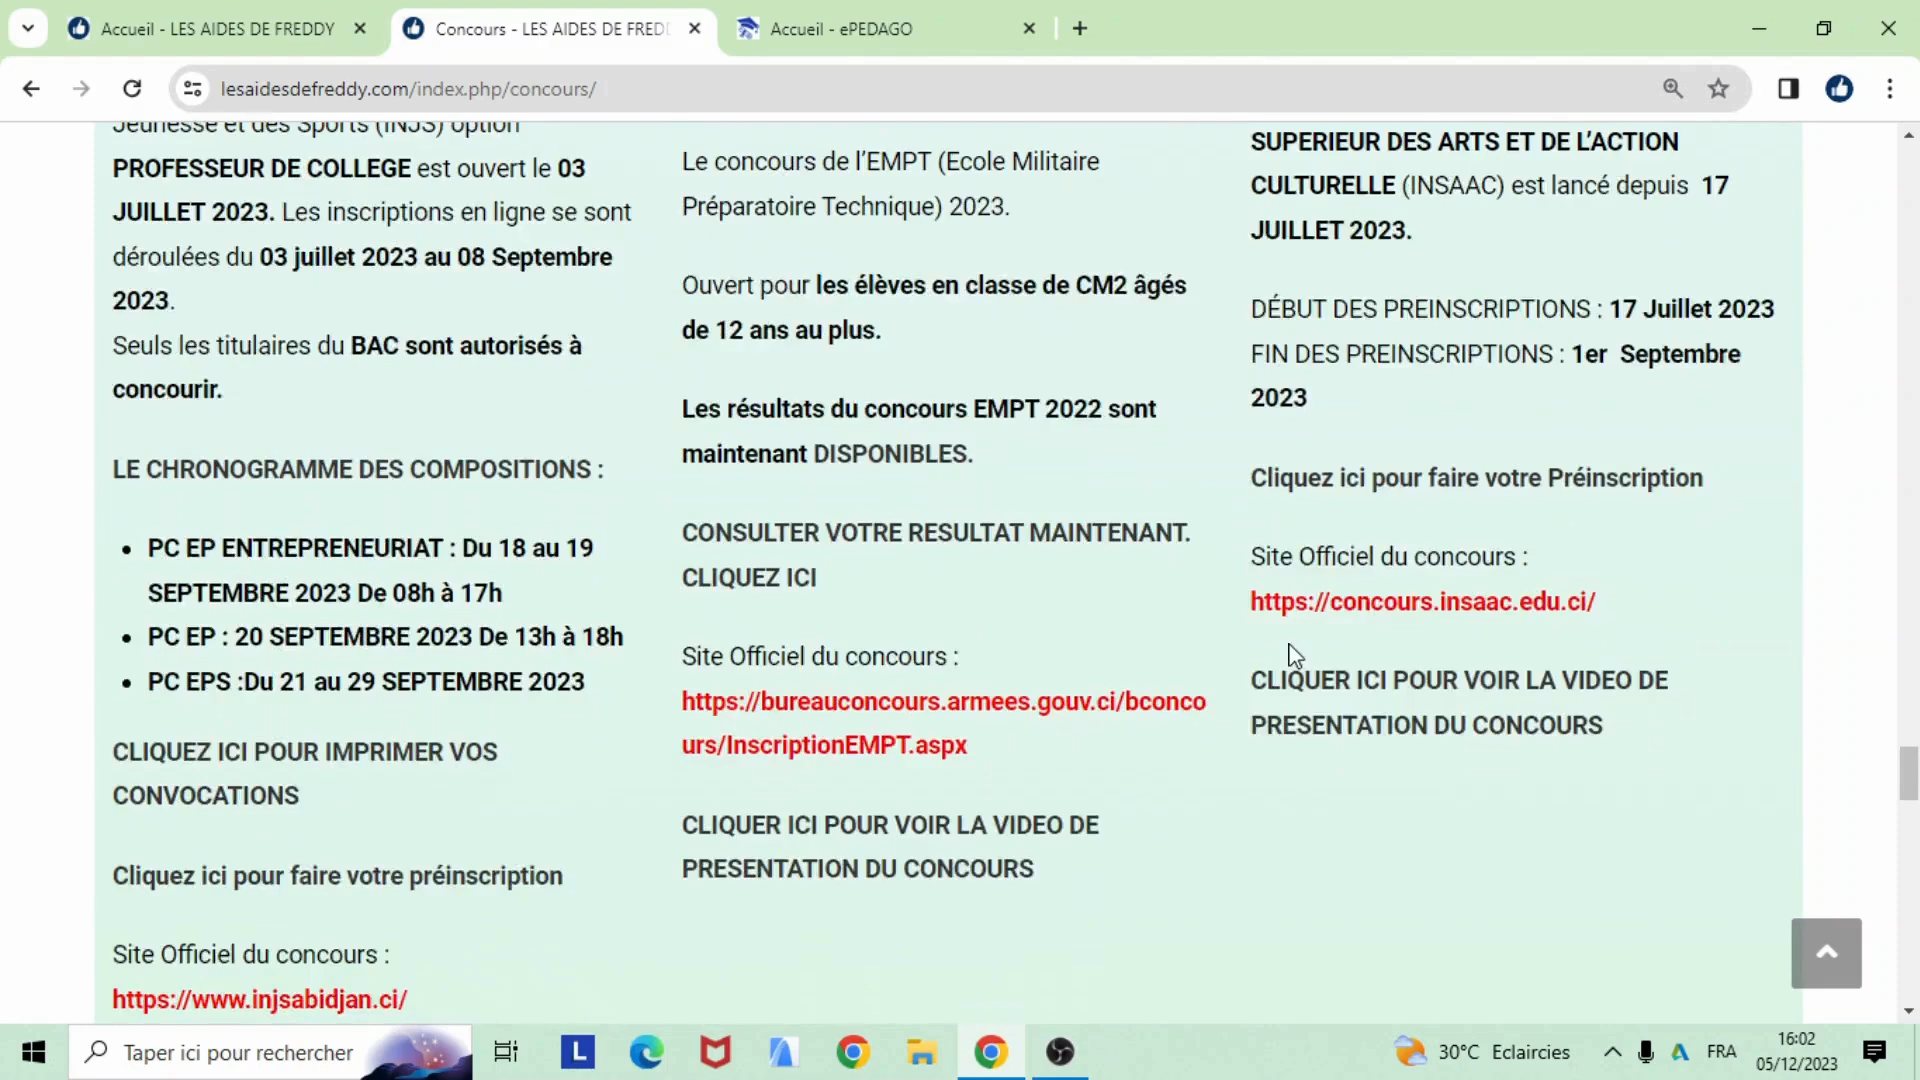 Accueil - LES AIDES DE FREDDY
Concours - LES AIDES DE FREDD
Accueil - ePEDAGO
lesaidesdefreddy.com/index.php/concours/
Jeunesse et des Sports (INJS) option
PROFESSEUR DE COLLEGE est ouvert le 03
JUILLET 2023. Les inscriptions en ligne se sont
déroulées du 03 juillet 2023 au 08 Septembre
2023.
Seuls les titulaires du BAC sont autorisés à
concourir.
LE CHRONOGRAMME DES COMPOSITIONS :
• PC EP ENTREPRENEURIAT : Du 18 au 19
SEPTEMBRE 2023 De 08h à 17h
• PC EP : 20 SEPTEMBRE 2023 De 13h à 18h
• PC EPS :Du 21 au 29 SEPTEMBRE 2023
CLIQUEZ ICI POUR IMPRIMER VOS
CONVOCATIONS
Cliquez ici pour faire votre préinscription
Site Officiel du concours :
https://www.injsabidjan.ci/
Le concours de l’EMPT (Ecole Militaire
Préparatoire Technique) 2023.
Ouvert pour les élèves en classe de CM2 âgés
de 12 ans au plus.
Les résultats du concours EMPT 2022 sont
maintenant DISPONIBLES.
CONSULTER VOTRE RESULTAT MAINTENANT.
CLIQUEZ ICI
Site Officiel du concours :
https://bureauconcours.armees.gouv.ci/bconco
urs/InscriptionEMPT.aspx
CLIQUER ICI POUR VOIR LA VIDEO DE
PRESENTATION DU CONCOURS
SUPERIEUR DES ARTS ET DE L’ACTION
CULTURELLE (INSAAC) est lancé depuis 17
JUILLET 2023.
DÉBUT DES PREINSCRIPTIONS : 17 Juillet 2023
FIN DES PREINSCRIPTIONS : 1er Septembre
2023
Cliquez ici pour faire votre Préinscription
Site Officiel du concours :
https://concours.insaac.edu.ci/
CLIQUER ICI POUR VOIR LA VIDEO DE
PRESENTATION DU CONCOURS
Taper ici pour rechercher
L
30°C Eclaircies
FRA
16:02
05/12/2023